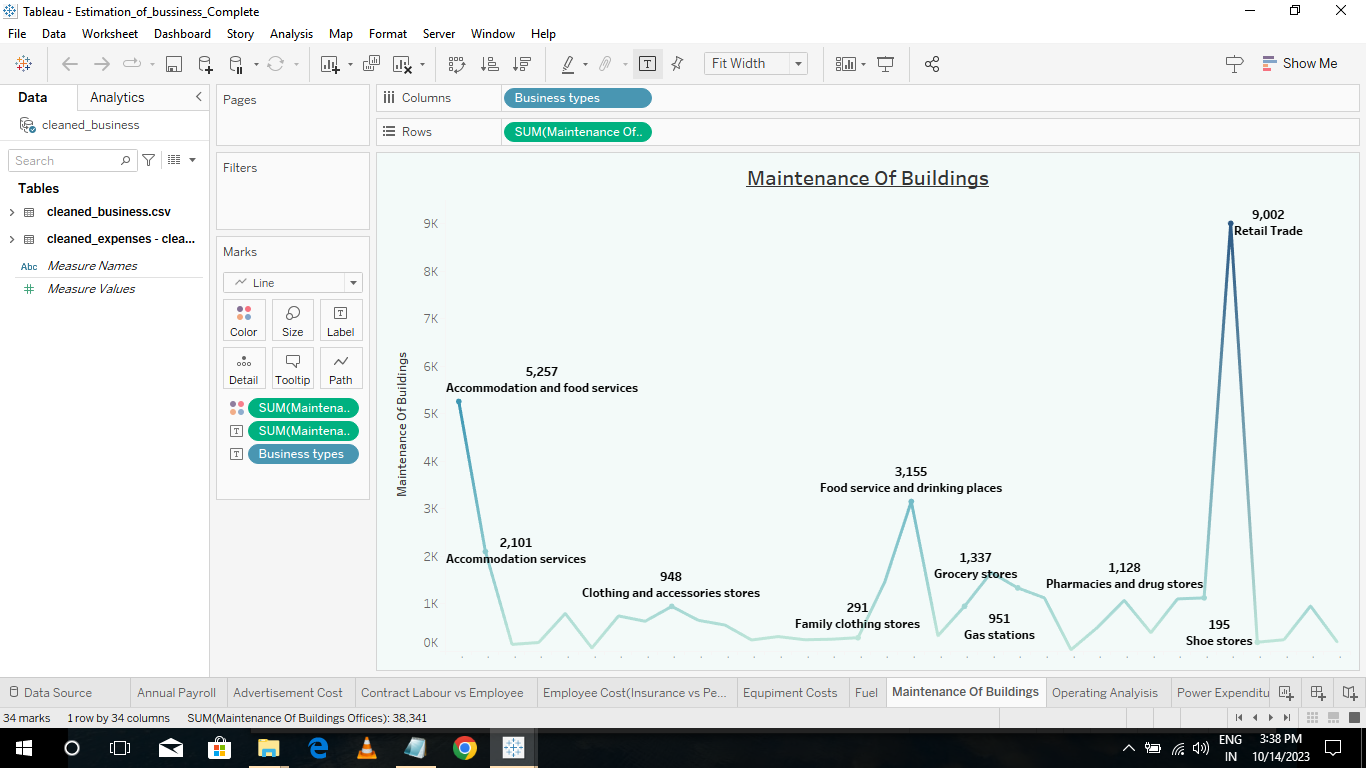 Tableau - Estimation_of_bussiness_Complete
File Data Worksheet Dashboard Story Analysis Map Format Server Window Help
Fit Width
Show Me
Data Analytics
cleaned_business
Search
Tables
cleaned_business.csv
cleaned_expenses - clea...
Abc Measure Names
Measure Values
Pages
Filters
Marks
Line
Color Size Label
Detail Tooltip Path
SUM(Maintena..
SUM(Maintena..
Business types
Columns Business types
Rows SUM(Maintenance Of..
Maintenance Of Buildings
Maintenance Of Buildings
9K
8K
7K
6K
5K
4K
3K
2K
1K
0K
9,002
Retail Trade
5,257
Accommodation and food services
3,155
Food service and drinking places
2,101
Accommodation services
948
Clothing and accessories stores
291
Family clothing stores
1,337
Grocery stores
951
Gas stations
1,128
Pharmacies and drug stores
195
Shoe stores
Data Source Annual Payroll Advertisement Cost Contract Labour vs Employee Employee Cost(Insurance vs Pe... Equpiment Costs Fuel Maintenance Of Buildings Operating Analyisis Power Expenditu
34 marks 1 row by 34 columns SUM(Maintenance Of Buildings Offices): 38,341
ENG
IN
3:38 PM
10/14/2023